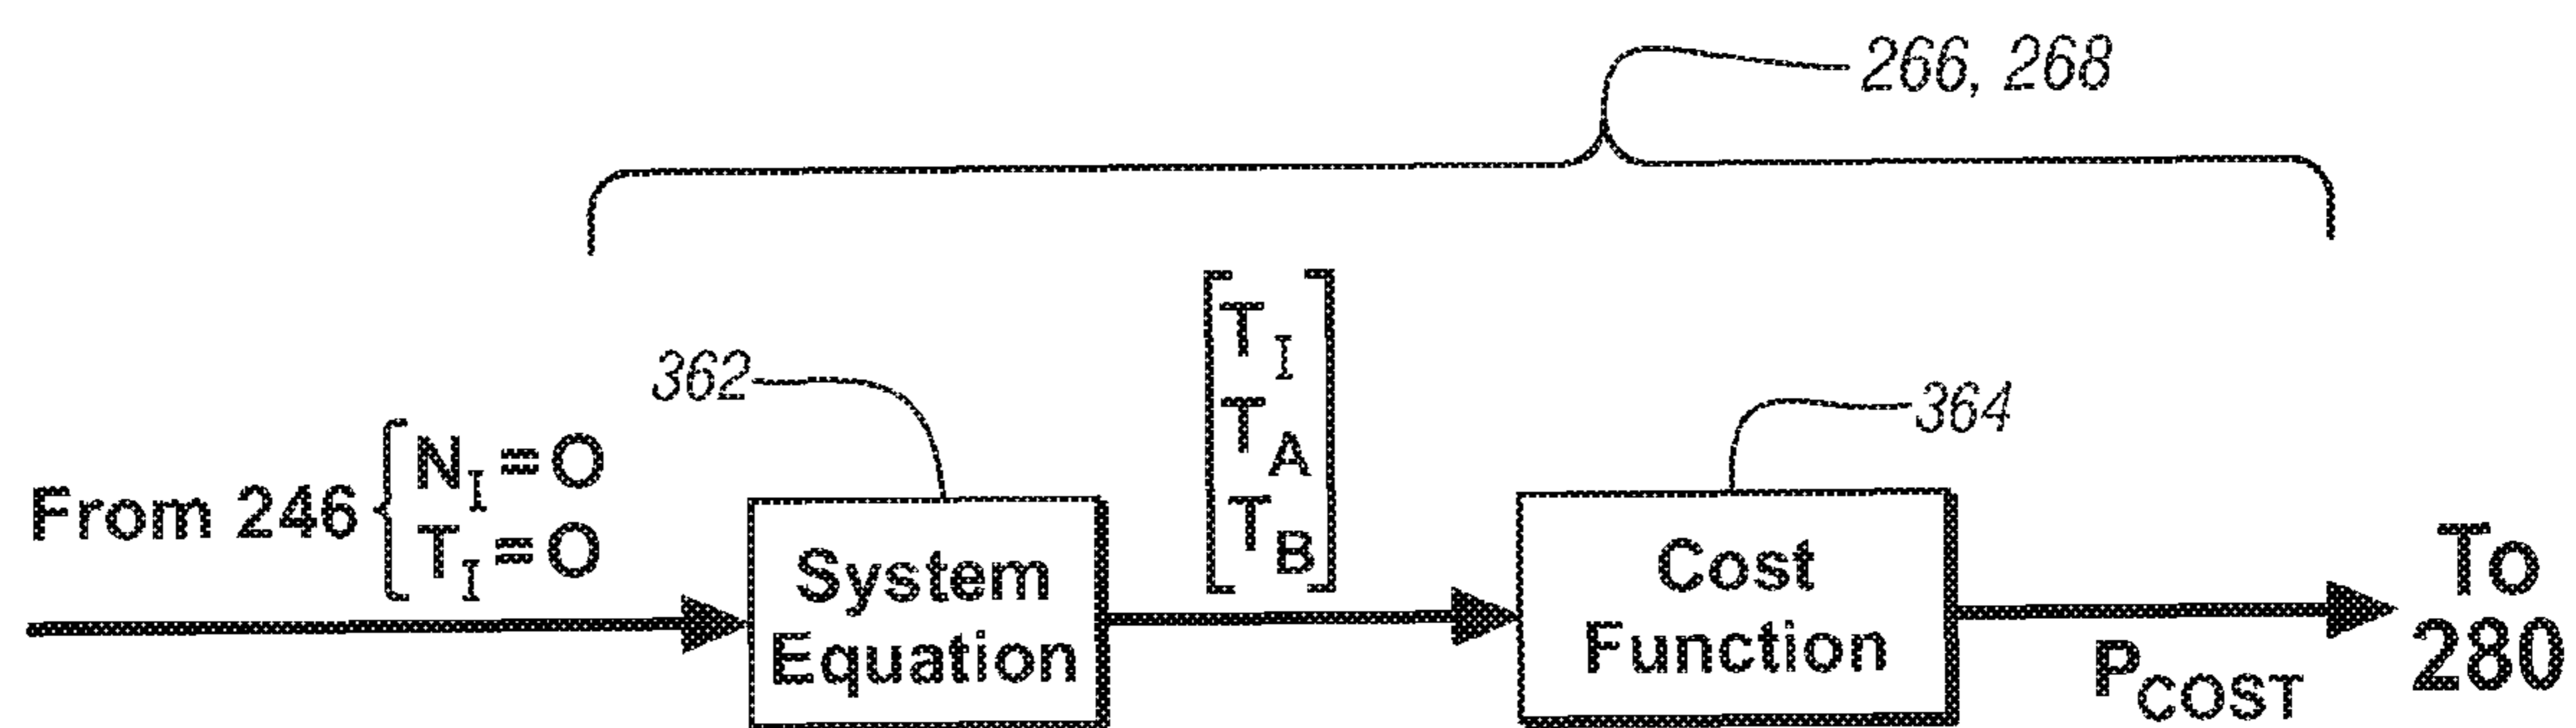 266, 268
362
364
From 246
N_I = O
T_I = O
T_I
T_A
T_B
System
Equation
Cost
Function
P_COST
To
280